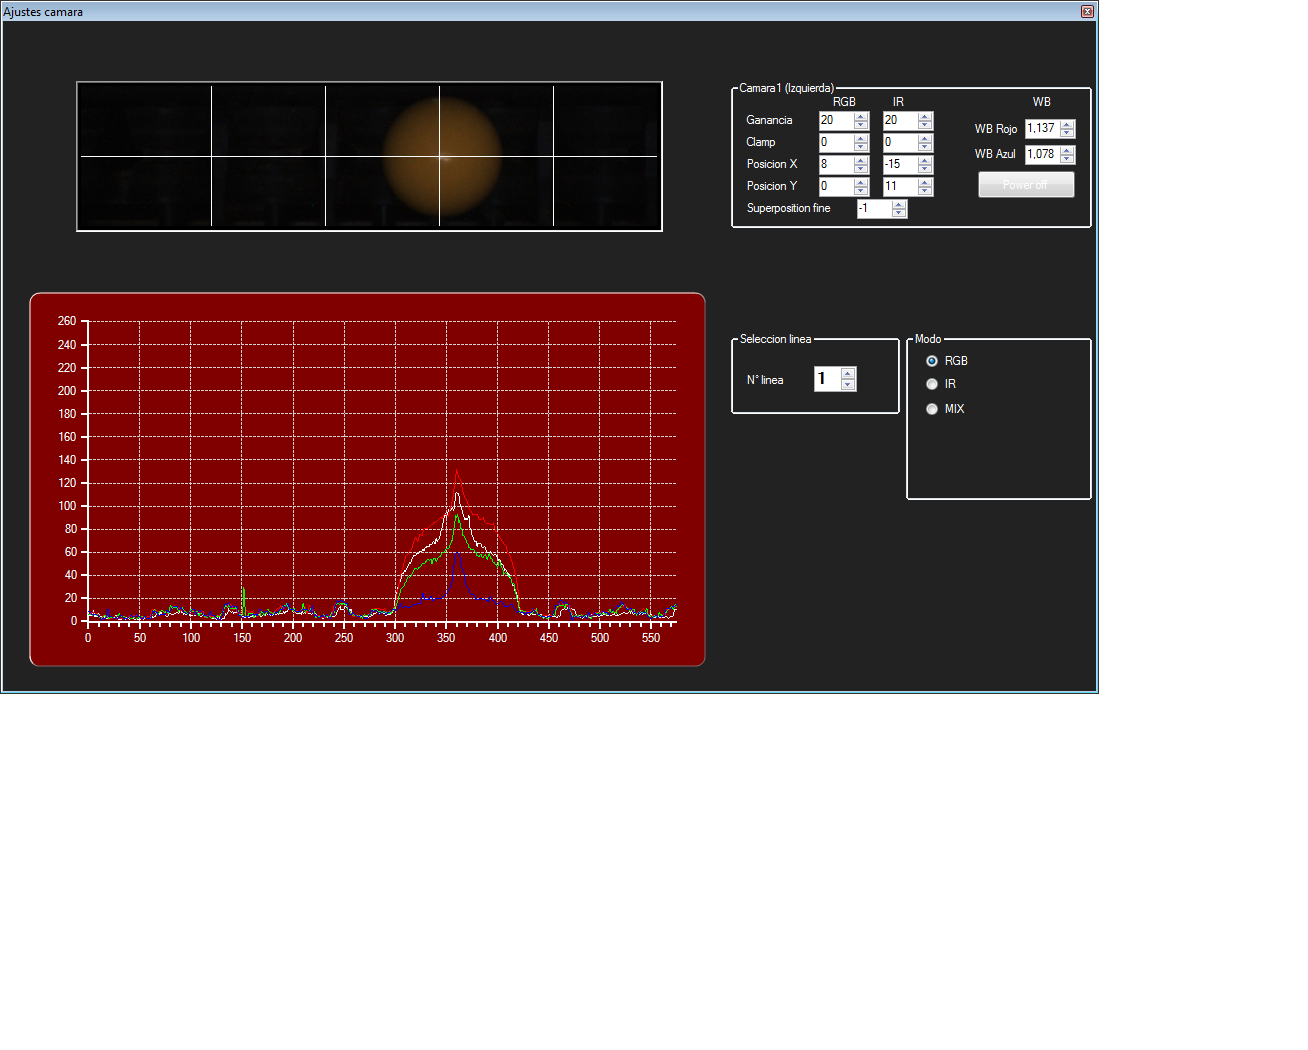 Ajustes camara
Camara1 (Izquierda)
RGB IR WB
Ganancia 20 20
WB Rojo 1,137
Clamp 0 0
WB Azul 1,078
Posicion X 8 -15
Posicion Y 0 11
Power off
Superposition fine -1
260
240
220
200
180
160
140
120
100
80
60
40
20
0
0 50 100 150 200 250 300 350 400 450 500 550
Seleccion linea
N° linea 1
Modo
RGB
IR
MIX